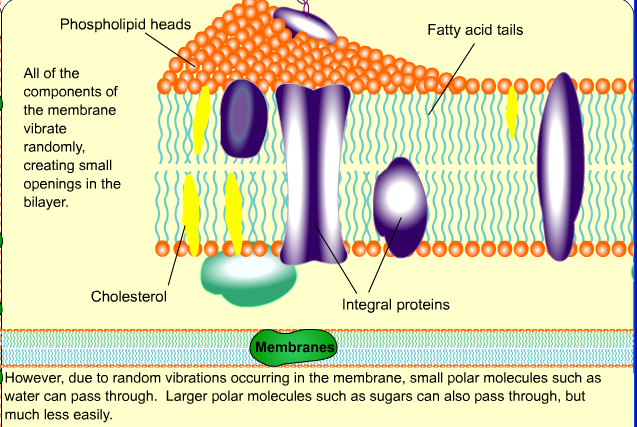 Phospholipid heads
Fatty acid tails
All of the
components of
the membrane
vibrate
randomly,
creating small
openings in the
bilayer.
Cholesterol
Integral proteins
Membranes
However, due to random vibrations occurring in the membrane, small polar molecules such as
water can pass through.  Larger polar molecules such as sugars can also pass through, but
much less easily.